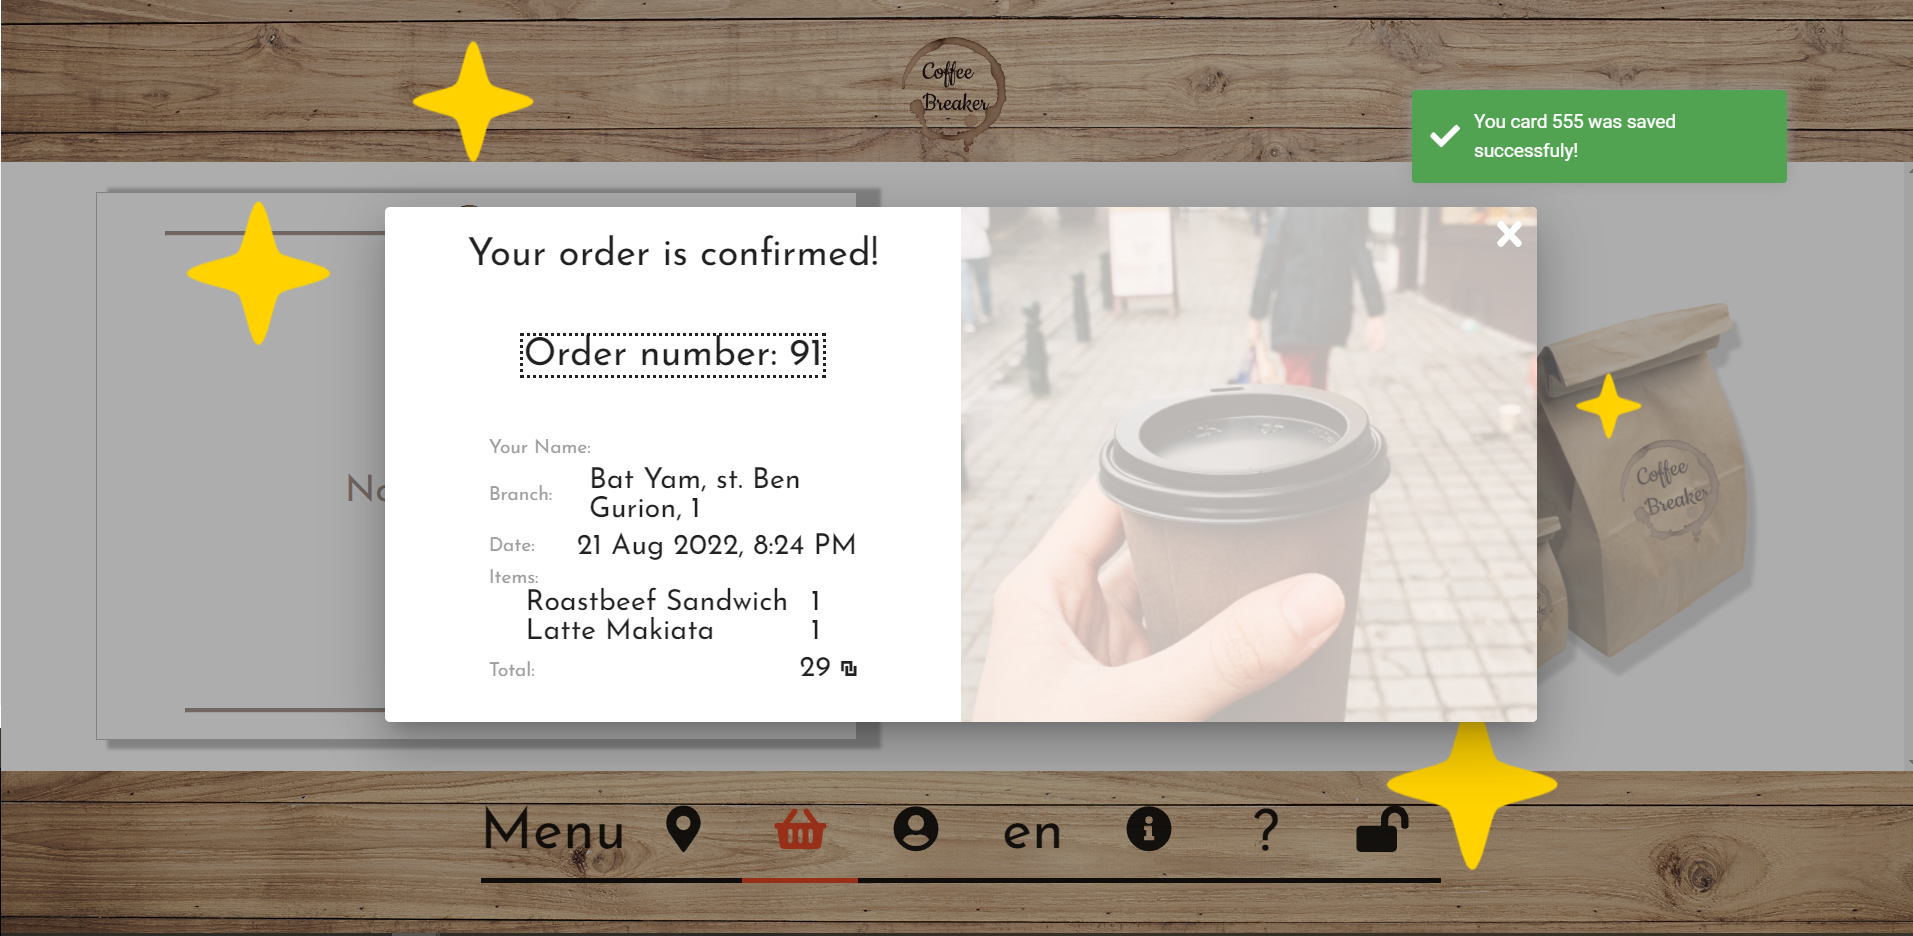 Coffee
Breaker
You card 555 was saved
successfuly!
Your order is confirmed!
Order number: 91
Your Name:
Branch:
Bat Yam, st. Ben
Gurion, 1
Date: 21 Aug 2022, 8:24 PM
Items:
Roastbeef Sandwich 1
Latte Makiata 1
Total: 29 ₪
Coffee
Breaker
Menu en ?